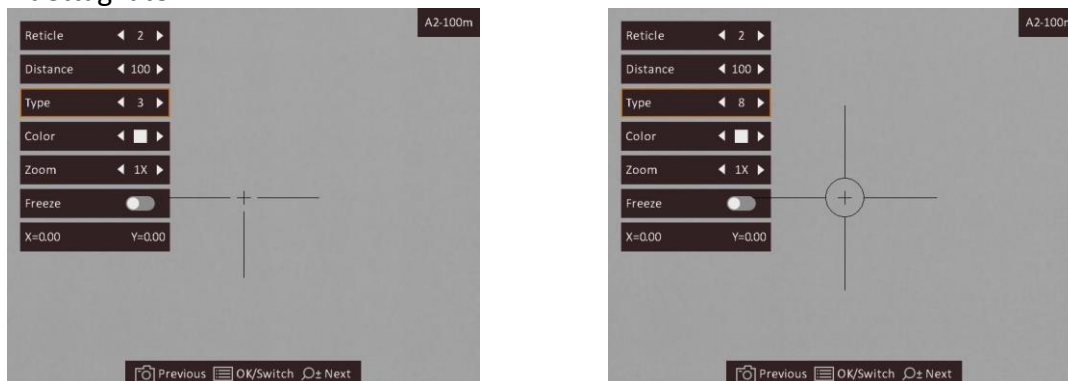 A2-100m
Reticle 2
Distance 100
Type 3
Color
Zoom 1X
Freeze
X=0.00 Y=0.00
Previous OK/Switch Next
Reticle 2
Distance 100
Type 8
Color
Zoom 1X
Freeze
X=0.00 Y=0.00
Previous OK/Switch Next